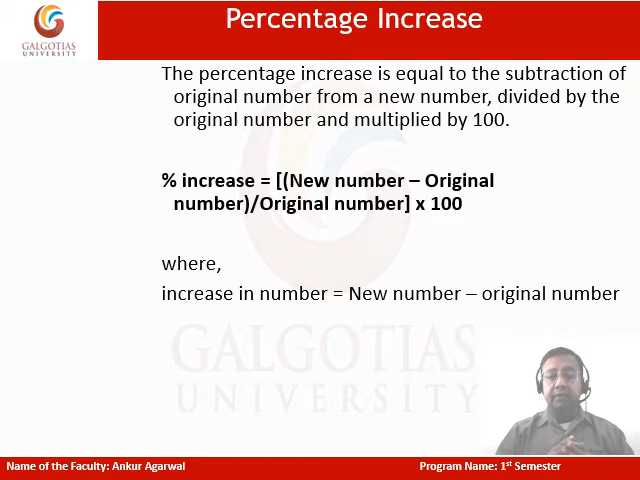 Percentage Increase
GALGOTIAS
UNIVERSITY
The percentage increase is equal to the subtraction of
original number from a new number, divided by the
original number and multiplied by 100.
% increase = [(New number – Original
number)/Original number] x 100
where,
increase in number = New number – original number
GALGOTIAS
UNIVERSITY
Name of the Faculty: Ankur Agarwal
Program Name: 1st Semester